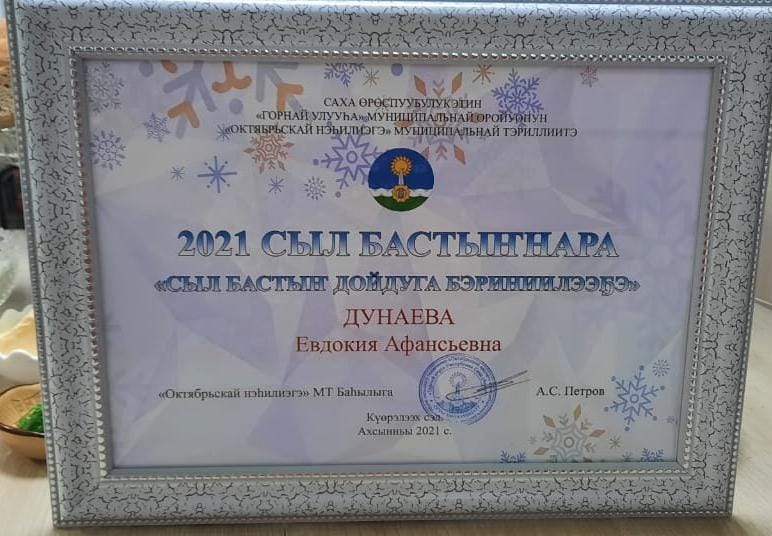 САХА ӨРӨСПУУБУЛУКЭТИН
«ГОРНАЙ УЛУУҺА» МУНИЦИПАЛЬНАЙ ОРОЙУОНУН
«ОКТЯБРЬСКАЙ НЭҺИЛИЭГЭ» МУНИЦИПАЛЬНАЙ ТЭРИЛЛИИТЭ
2021 СЫЛ БАСТЫҤНАРА
«СЫЛ БАСТЫҤ ДОЙДУГА БЭРИНИИЛЭЭҔЭ»
ДУНАЕВА
Евдокия Афансьевна
«Октябрьскай нэһилиэгэ» МТ Баһылыга А.С. Петров
Күөрэлээх сэл.
Ахсынньы 2021 с.